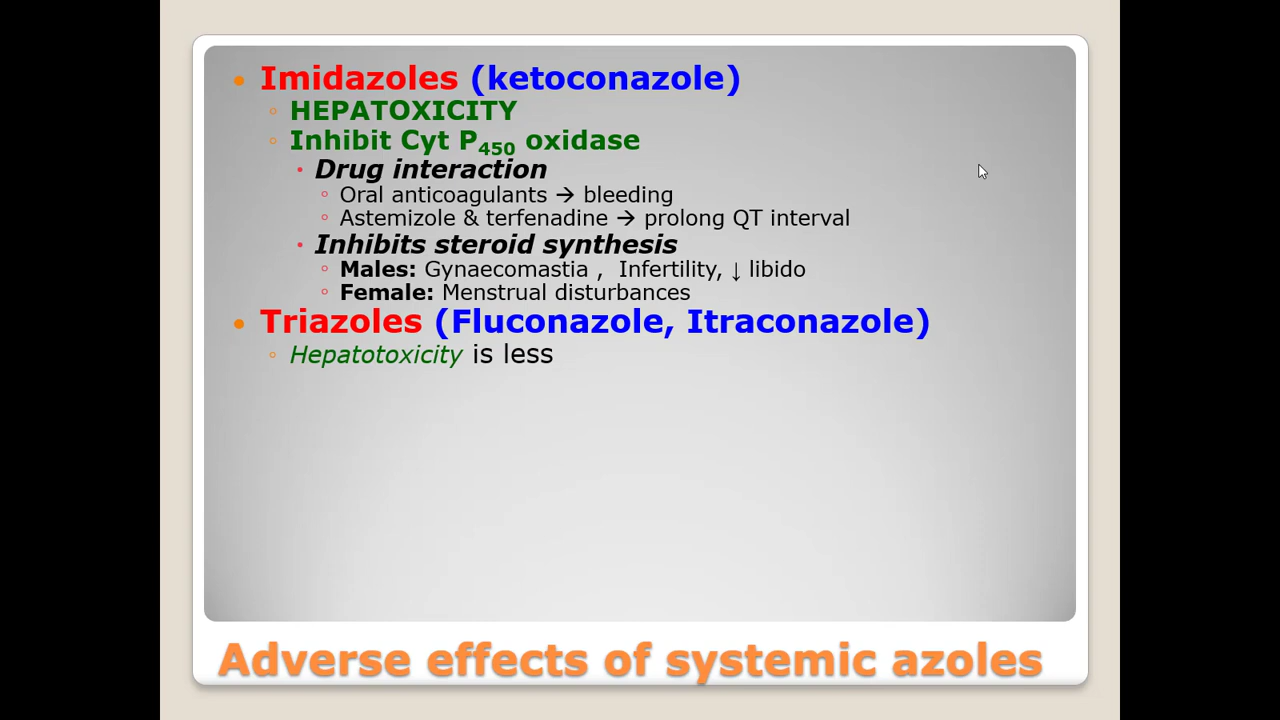 Imidazoles (ketoconazole)
HEPATOXICITY
Inhibit Cyt P450 oxidase
Drug interaction
Oral anticoagulants → bleeding
Astemizole & terfenadine → prolong QT interval
Inhibits steroid synthesis
Males: Gynaecomastia , Infertility, ↓ libido
Female: Menstrual disturbances
Triazoles (Fluconazole, Itraconazole)
Hepatotoxicity is less
Adverse effects of systemic azoles